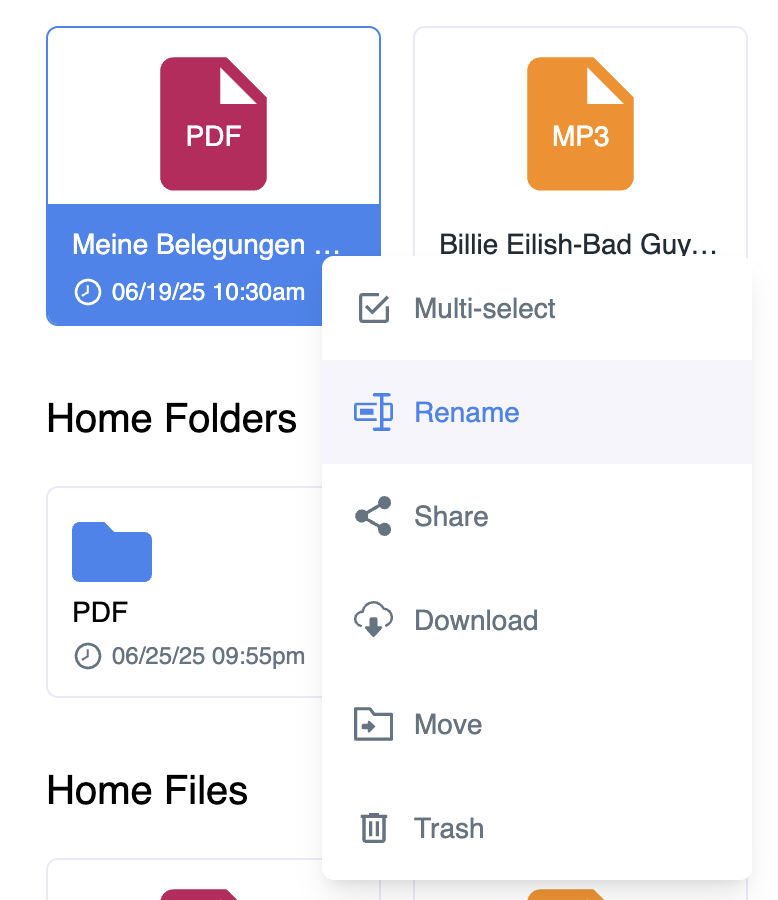 PDF
MP3
Meine Belegungen ...
06/19/25 10:30am
Billie Eilish-Bad Guy...
Multi-select
Rename
Share
Download
Move
Trash
Home Folders
PDF
06/25/25 09:55pm
Home Files